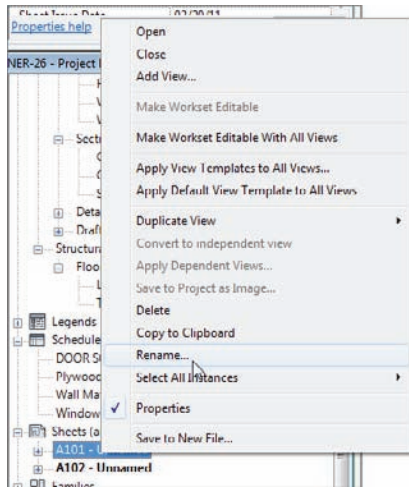 Sheet Issue Date 02/20/11
Properties help
NER-26 - Project
Open
Close
Add View...
Make Workset Editable
Make Workset Editable With All Views
Apply View Templates to All Views...
Apply Default View Template to All Views
Duplicate View
Convert to independent view
Apply Dependent Views...
Save to Project as Image...
Delete
Copy to Clipboard
Rename...
Select All Instances
Properties
Save to New File...
Sect
Deta
Draft
Structura
Floo
Legends
Schedule
DOOR S
Plywood
Wall Ma
Window
Sheets (a
A101 - U
A102 - Unnamed
Families